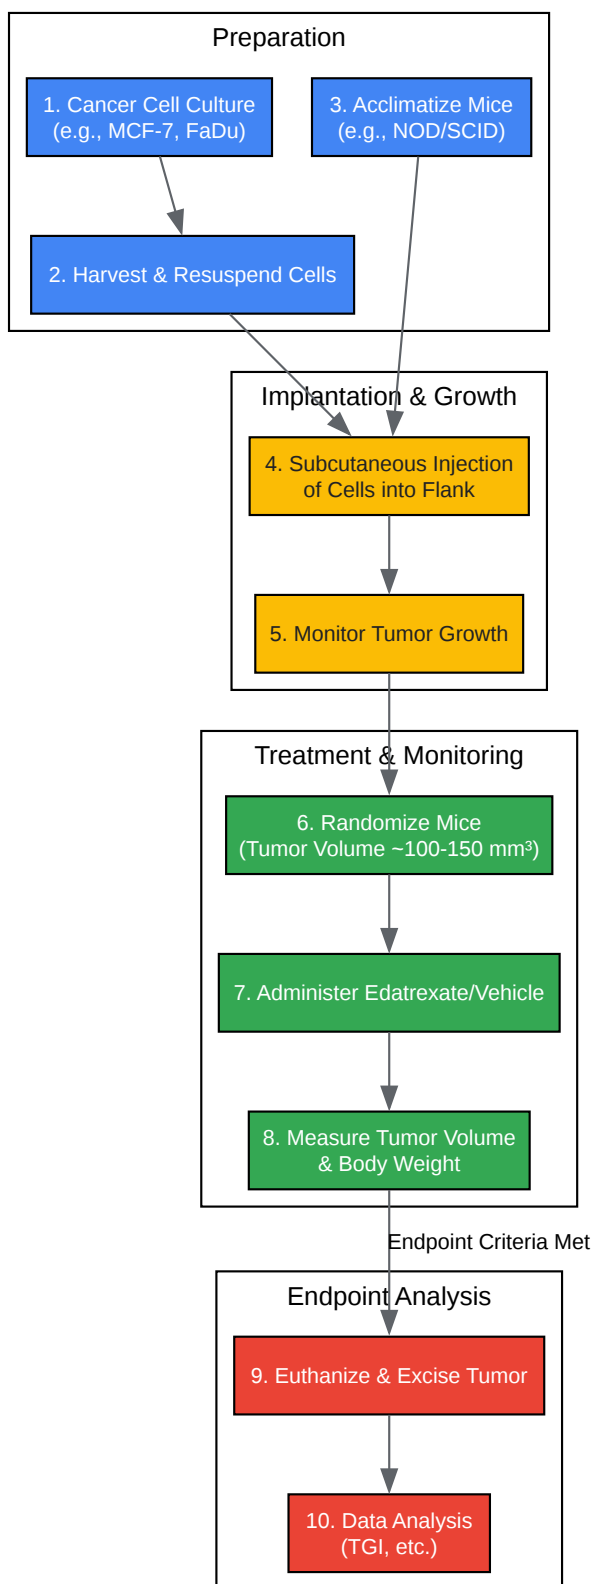 Preparation
1. Cancer Cell Culture
(e.g., MCF-7, FaDu)
3. Acclimatize Mice
(e.g., NOD/SCID)
2. Harvest & Resuspend Cells
Implantation & Growth
4. Subcutaneous Injection
of Cells into Flank
5. Monitor Tumor Growth
Treatment & Monitoring
6. Randomize Mice
(Tumor Volume ~100-150 mm³)
7. Administer Edatrexate/Vehicle
8. Measure Tumor Volume
& Body Weight
Endpoint Criteria Met
Endpoint Analysis
9. Euthanize & Excise Tumor
10. Data Analysis
(TGI, etc.)